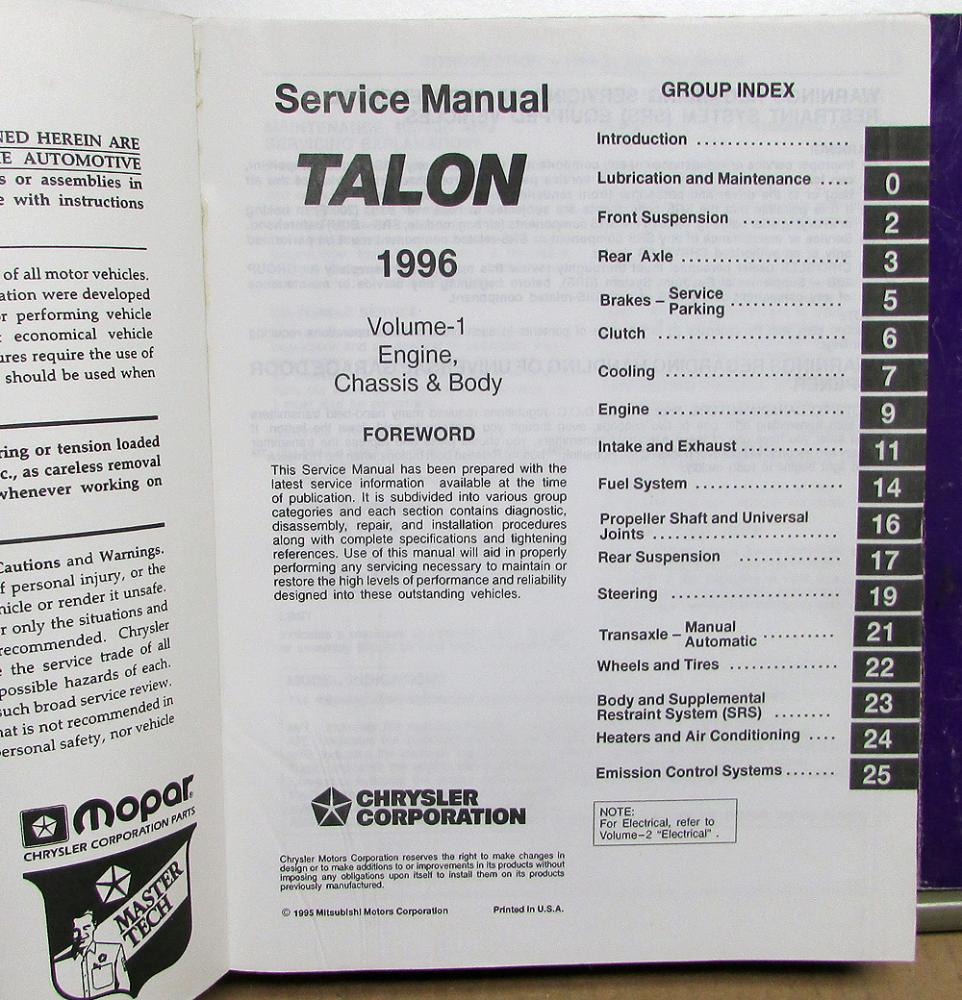 NED HEREIN ARE
E AUTOMOTIVE
s or assemblies in
e with instructions
of all motor vehicles.
ation were developed
r performing vehicle
economical vehicle
ures require the use of
should be used when
ring or tension loaded
c., as careless removal
whenever working on
Cautions and Warnings.
f personal injury, or the
hicle or render it unsafe.
r only the situations and
recommended. Chrysler
e the service trade of all
possible hazards of each.
such broad service review.
hat is not recommended in
personal safety, nor vehicle
mopar
CHRYSLER CORPORATION PARTS
MASTER
TECH
Service Manual
TALON
1996
Volume-1
Engine,
Chassis & Body
FOREWORD
This Service Manual has been prepared with the
latest service information available at the time
of publication. It is subdivided into various group
categories and each section contains diagnostic,
disassembly, repair, and installation procedures
along with complete specifications and tightening
references. Use of this manual will aid in properly
performing any servicing necessary to maintain or
restore the high levels of performance and reliability
designed into these outstanding vehicles.
CHRYSLER
CORPORATION
Chrysler Motors Corporation reserves the right to make changes in
design or to make additions to or improvements in its products without
imposing any obligations upon itself to install them on its products
previously manufactured.
© 1995 Mitsubishi Motors Corporation Printed in U.S.A.
GROUP INDEX
Introduction ....................
Lubrication and Maintenance .... 0
Front Suspension ............... 2
Rear Axle ...................... 3
Brakes – Service
Parking ............... 5
Clutch ......................... 6
Cooling ........................ 7
Engine ......................... 9
Intake and Exhaust ............. 11
Fuel System .................... 14
Propeller Shaft and Universal
Joints ......................... 16
Rear Suspension ................ 17
Steering ....................... 19
Transaxle – Manual
Automatic .......... 21
Wheels and Tires ............... 22
Body and Supplemental
Restraint System (SRS) ........ 23
Heaters and Air Conditioning .... 24
Emission Control Systems ....... 25
NOTE:
For Electrical, refer to
Volume–2 "Electrical" .